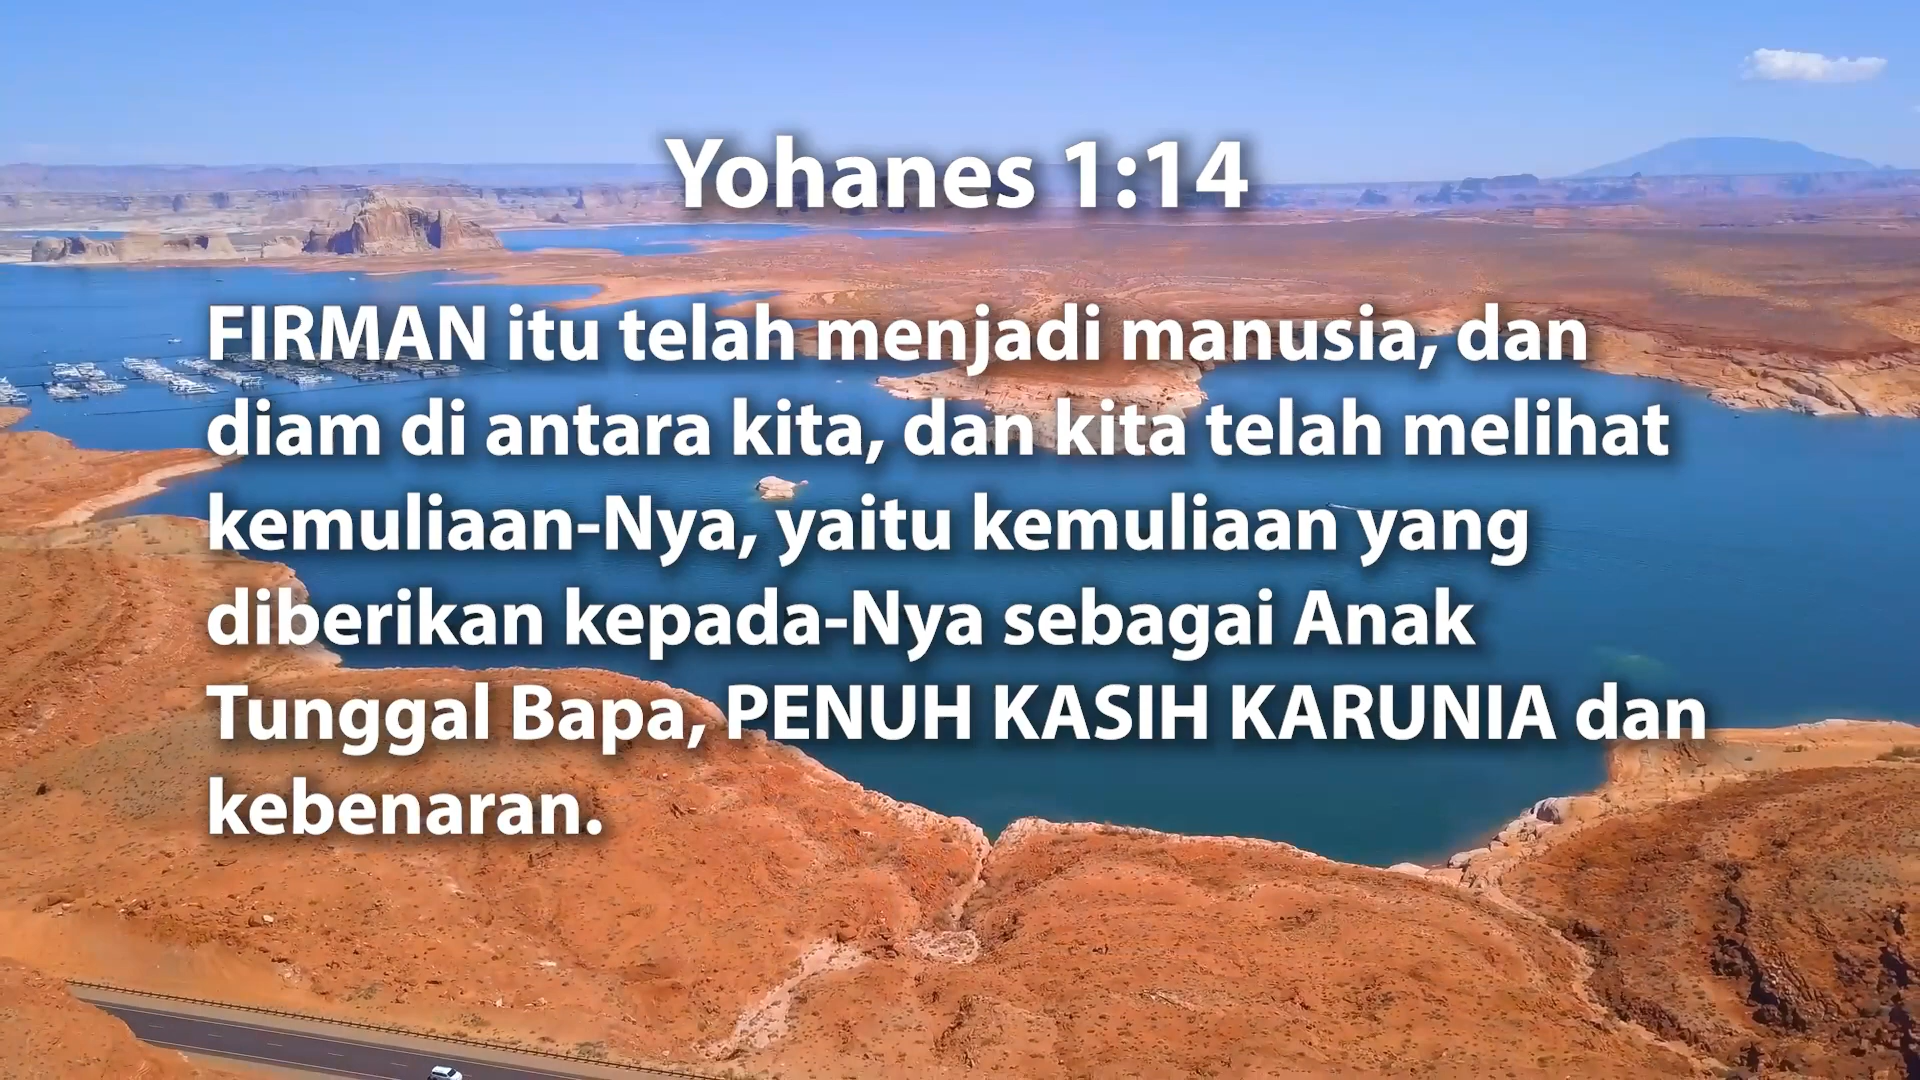 Yohanes 1:14
FIRMAN itu telah menjadi manusia, dan
diam di antara kita, dan kita telah melihat
kemuliaan-Nya, yaitu kemuliaan yang
diberikan kepada-Nya sebagai Anak
Tunggal Bapa, PENUH KASIH KARUNIA dan
kebenaran.